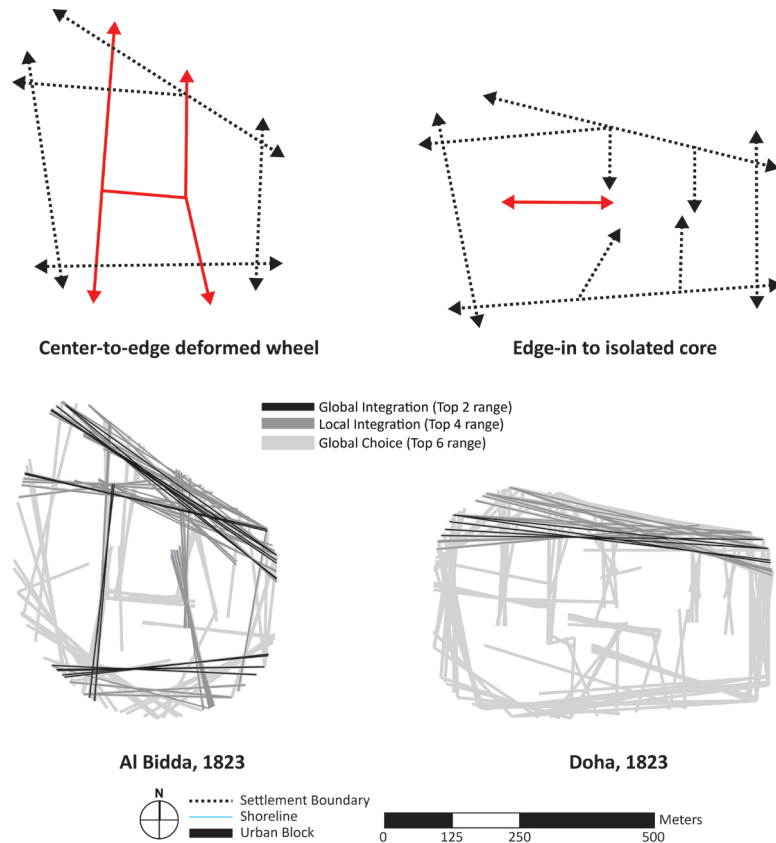 Center-to-edge deformed wheel
Edge-in to isolated core
Global Integration (Top 2 range)
Local Integration (Top 4 range)
Global Choice (Top 6 range)
Al Bidda, 1823
Doha, 1823
N
Settlement Boundary
Shoreline
Urban Block
Meters
0 125 250 500